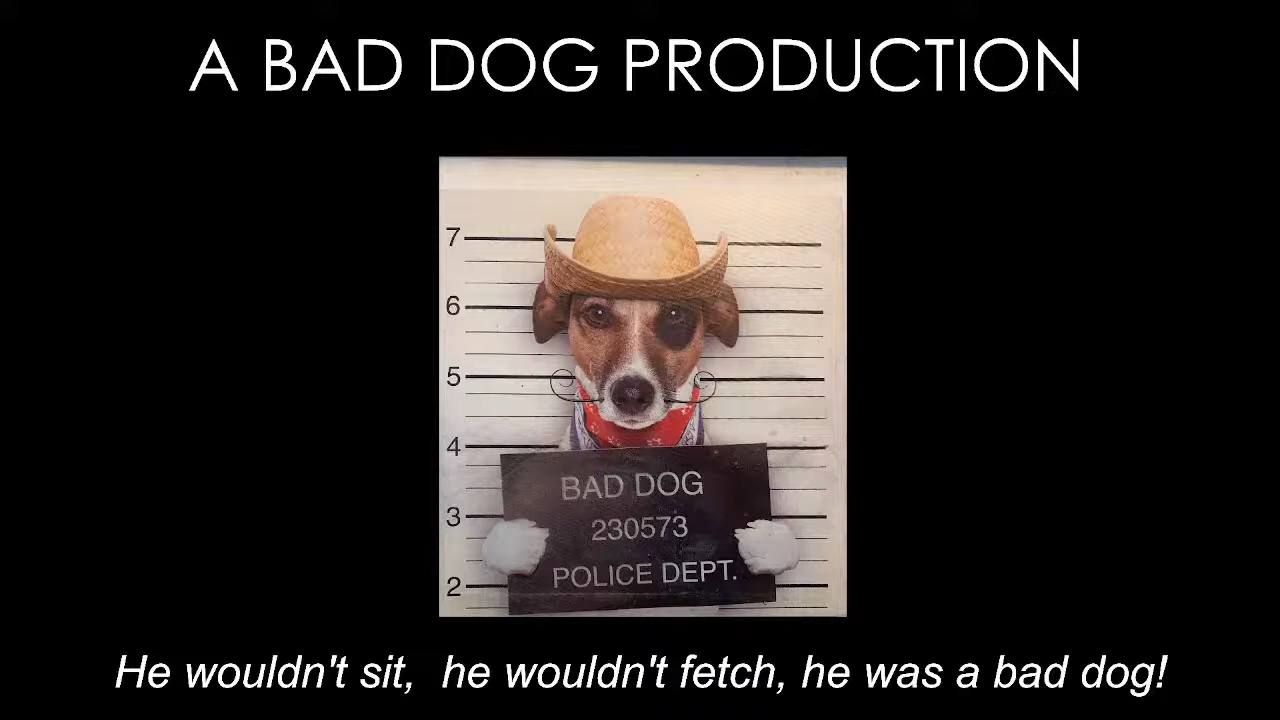 A BAD DOG PRODUCTION
7
6
5
4
3
2
BAD DOG
230573
POLICE DEPT.
He wouldn't sit,  he wouldn't fetch, he was a bad dog!